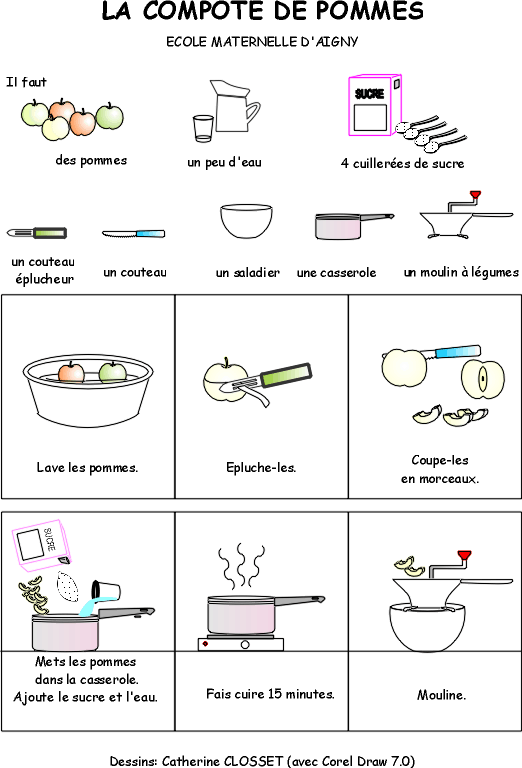 LA COMPOTE DE POMMES
ECOLE MATERNELLE D'AIGNY
Il faut
SUCRE
des pommes
un peu d'eau
4 cuillerées de sucre
un couteau
éplucheur
un couteau
un saladier
une casserole
un moulin à légumes
Lave les pommes.
Epluche-les.
Coupe-les
en morceaux.
SUCRE
Mets les pommes
dans la casserole.
Ajoute le sucre et l'eau.
Fais cuire 15 minutes.
Mouline.
Dessins: Catherine CLOSSET (avec Corel Draw 7.0)